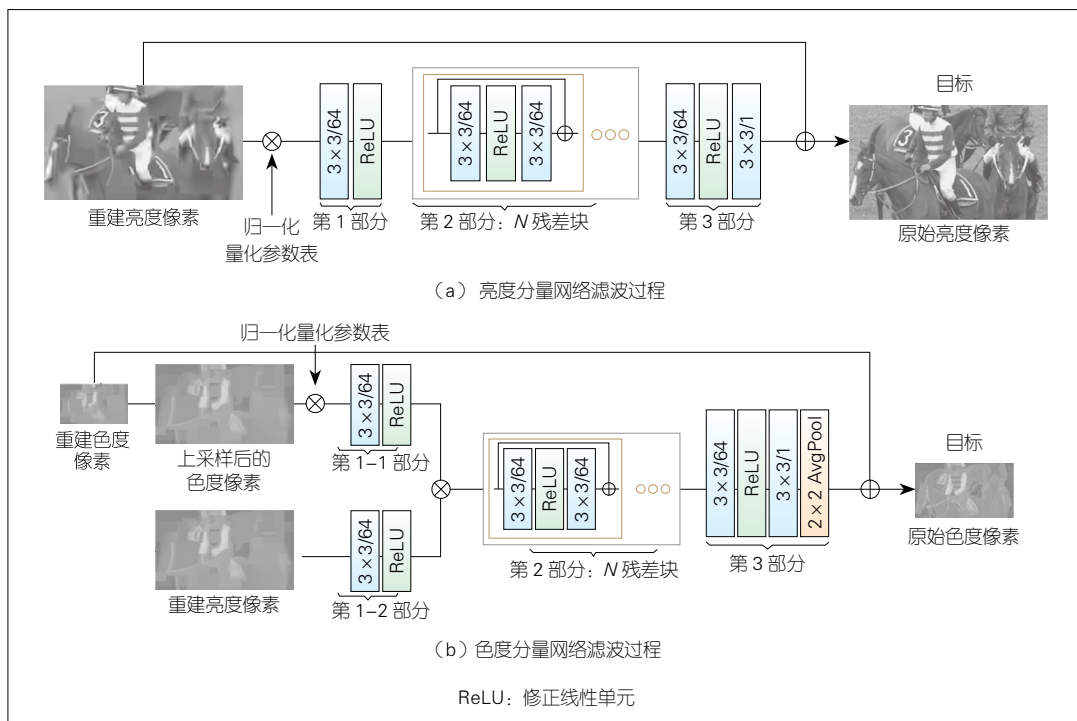 目标
3×3/64
ReLU
3×3/64
ReLU
3×3/64
3×3/64
ReLU
3×3/1
重建亮度像素
归一化
量化参数表
第 1 部分
第 2 部分：N 残差块
第 3 部分
原始亮度像素
（a） 亮度分量网络滤波过程
归一化量化参数表
重建色度
像素
上采样后的
色度像素
3×3/64
ReLU
第 1-1 部分
重建亮度像素
3×3/64
ReLU
第 1-2 部分
3×3/64
ReLU
3×3/64
第 2 部分：N 残差块
3×3/64
ReLU
3×3/1
2×2 AvgPool
第 3 部分
目标
原始色度像素
（b）色度分量网络滤波过程
ReLU：修正线性单元